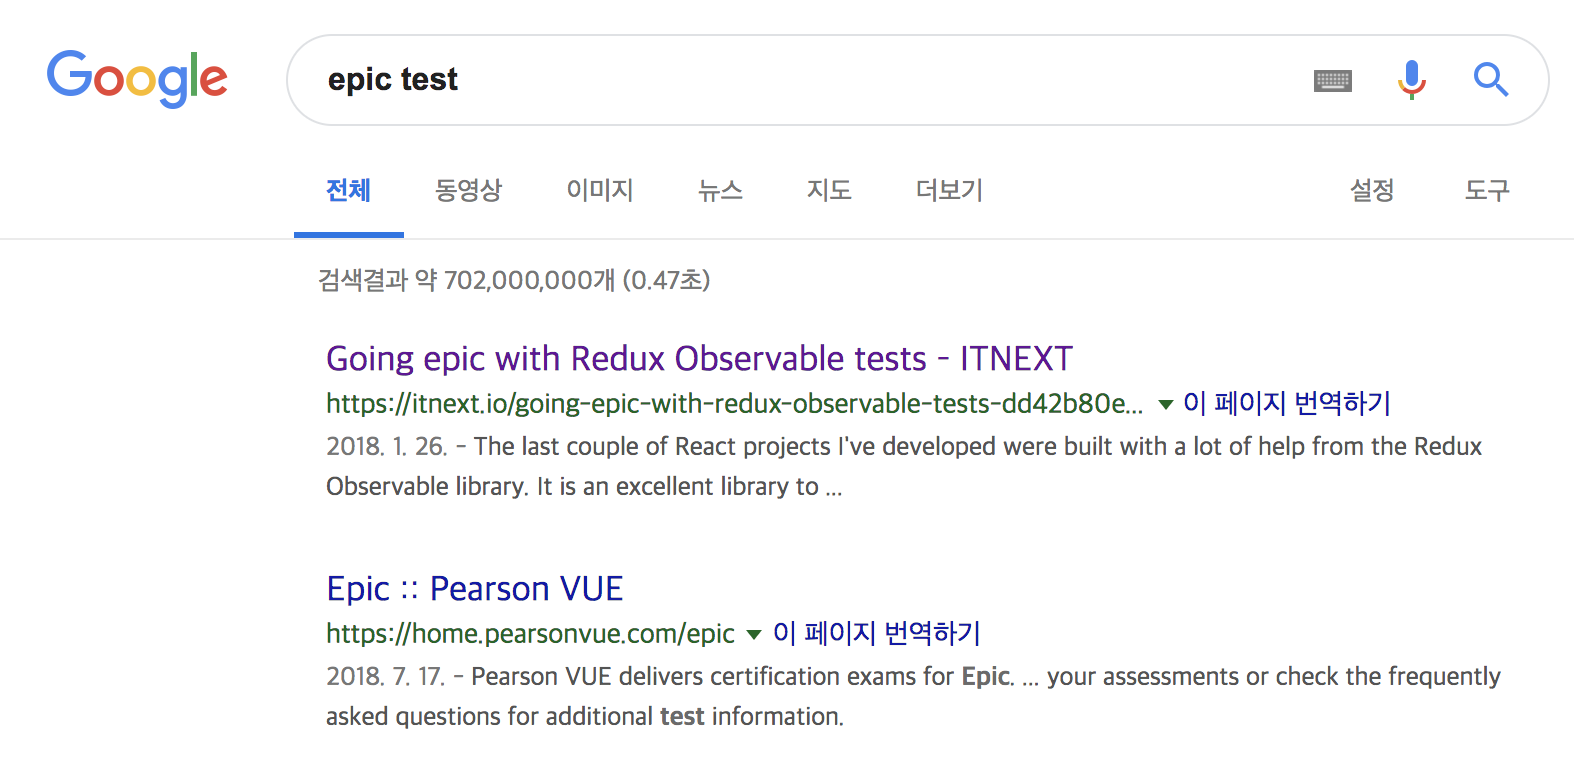 Google epic test
전체 동영상 이미지 뉴스 지도 더보기 설정 도구
검색결과 약 702,000,000개 (0.47초)
Going epic with Redux Observable tests - ITNEXT
https://itnext.io/going-epic-with-redux-observable-tests-dd42b80e... ▼ 이 페이지 번역하기
2018. 1. 26. - The last couple of React projects I've developed were built with a lot of help from the Redux
Observable library. It is an excellent library to ...
Epic :: Pearson VUE
https://home.pearsonvue.com/epic ▼ 이 페이지 번역하기
2018. 7. 17. - Pearson VUE delivers certification exams for Epic. ... your assessments or check the frequently
asked questions for additional test information.